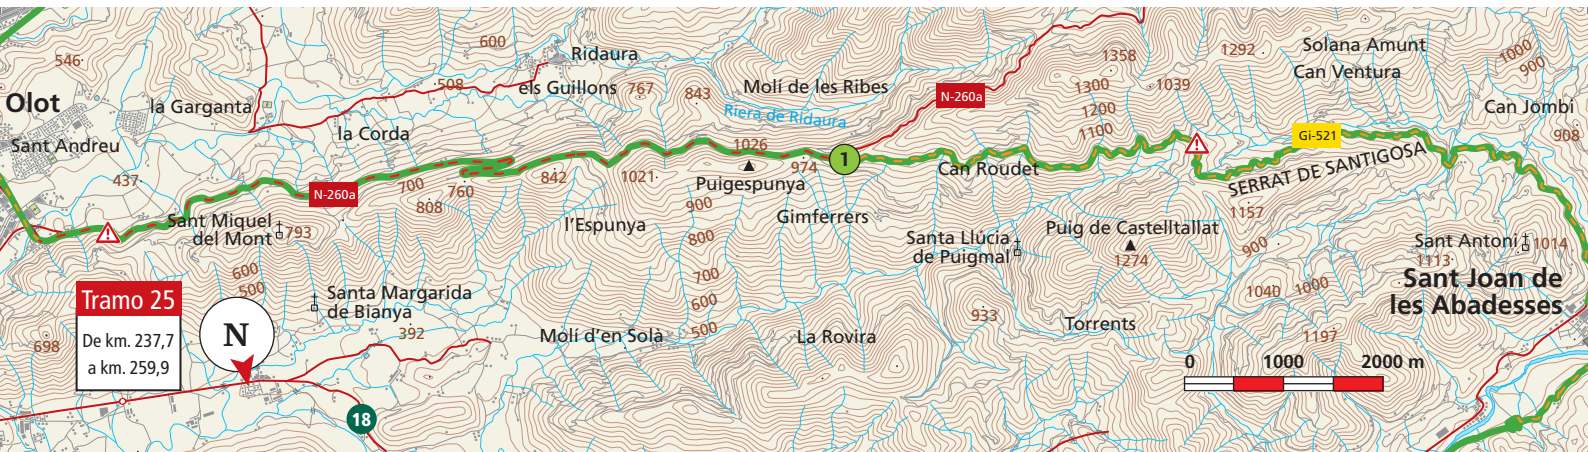 600
Ridaura
546
508
els Guillons
767
843
Molí de les Ribes
Riera de Ridaura
N-260a
1358
1300
1200
1100
1039
1292
Solana Amunt
Can Ventura
1000
900
Can Jombi
908
Olot
la Garganta
la Corda
Sant Andreu
437
N-260a
700
760
808
842
1021
1026
Puigespunya
974
1
Can Roudet
Gi-521
SERRAT DE SANTIGOSA
Sant Miquel
del Mont
793
l'Espunya
900
800
700
600
500
Gimferrers
Santa Llúcia
de Puigmal
Puig de Castelltallat
1274
1157
900
Sant Antoni
1014
1113
Sant Joan de
les Abadesses
600
500
Tramo 25
De km. 237,7
a km. 259,9
N
Santa Margarida
de Bianya
392
698
Molí d'en Solà
La Rovira
933
Torrents
1040
1000
1197
0 1000 2000 m
18